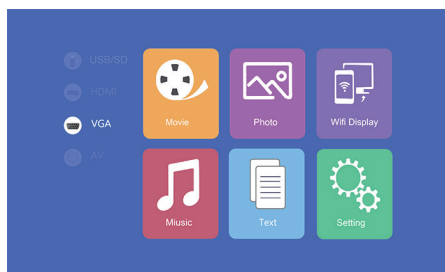 USB/SD
HDMI
VGA
AV
Movie
Photo
Wifi Display
Miusic
Text
Setting